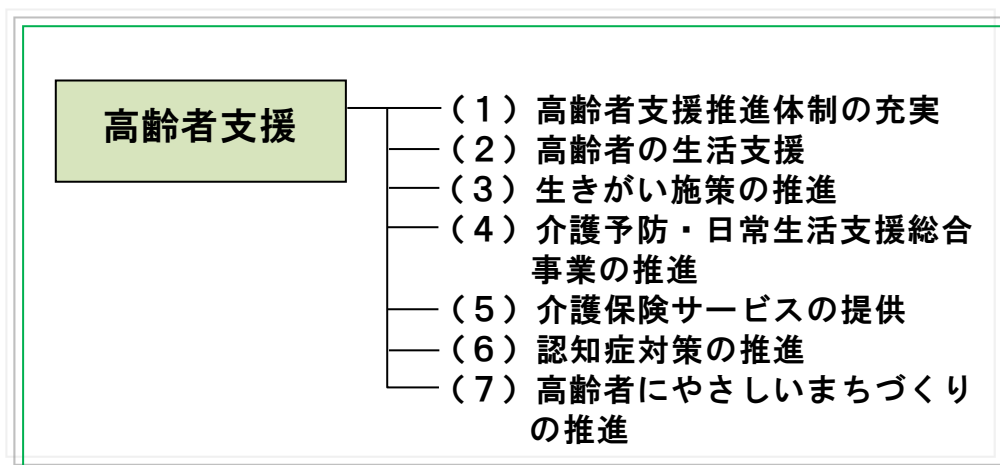 高齢者支援
（１）高齢者支援推進体制の充実
（２）高齢者の生活支援
（３）生きがい施策の推進
（４）介護予防・日常生活支援総合
事業の推進
（５）介護保険サービスの提供
（６）認知症対策の推進
（７）高齢者にやさしいまちづくり
の推進